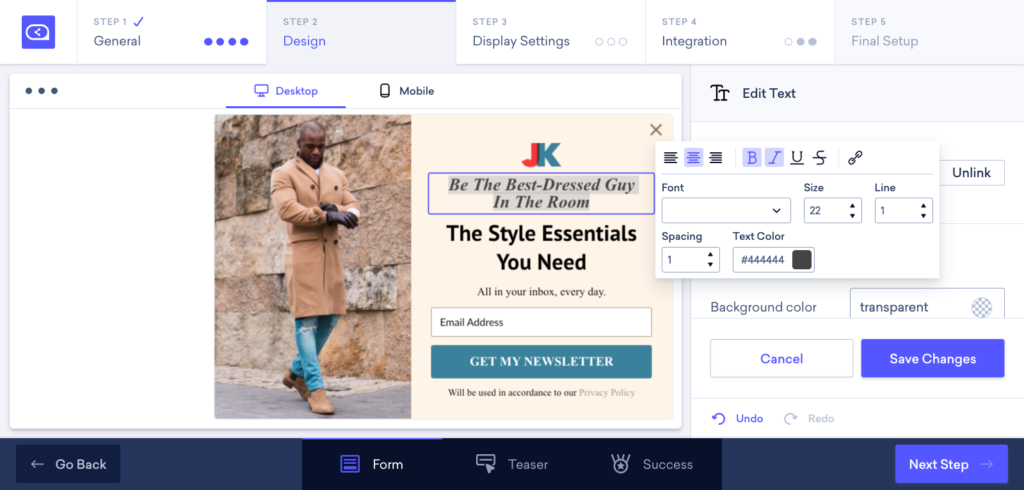 STEP 1
General
STEP 2
Design
STEP 3
Display Settings
STEP 4
Integration
STEP 5
Final Setup
Desktop
Mobile
Edit Text
JK
Be The Best-Dressed Guy
In The Room
The Style Essentials
You Need
All in your inbox, every day.
Email Address
GET MY NEWSLETTER
Will be used in accordance to our Privacy Policy
B I U S
Unlink
Font
Size
Line
22
1
Spacing
Text Color
1
#444444
Background color
transparent
Cancel
Save Changes
Undo
Redo
Go Back
Form
Teaser
Success
Next Step